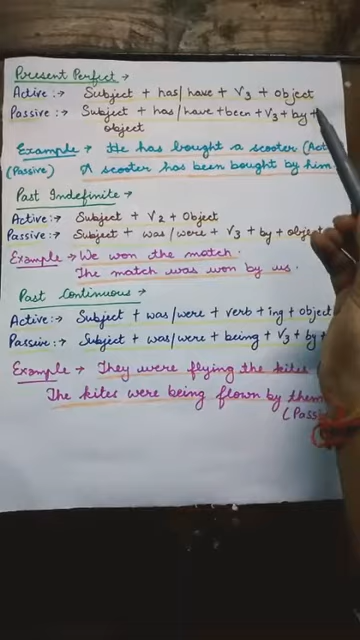 Present Perfect →
Active :→ Subject + has/have + V3 + object
Passive :→ Subject + has/have + been + V3 + by +
object
Example → He has bought a scooter (Act
(Passive) A scooter has been bought by him
Past Indefinite :→
Active :→ Subject + V2 + Object
Passive :→ Subject + was/were + V3 + by + object
Example :→ We won the match.
The match was won by us.
Past Continuous :→
Active :→ Subject + was/were + verb + ing + object
Passive :→ Subject + was/were + being + V3 + by +
Example → They were flying the kites (
The kites were being flown by them
(Pass